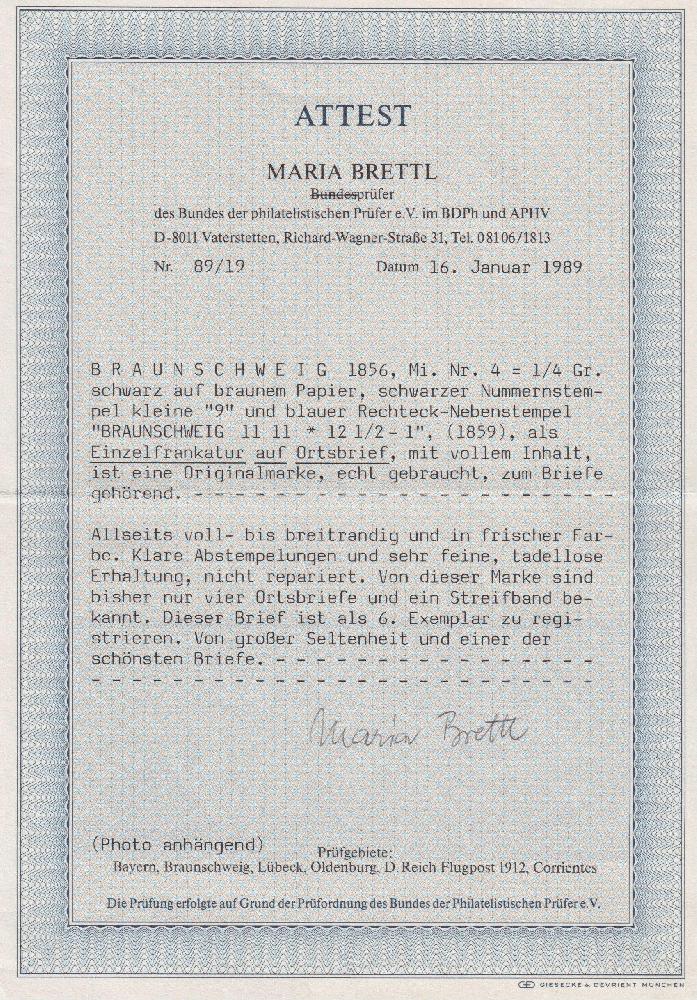 ATTEST
MARIA BRETTL
Bundesprüfer
des Bundes der philatelistischen Prüfer e.V. im BDPh und APHV
D-8011 Vaterstetten, Richard-Wagner-Straße 31, Tel. 08106/1813
Nr. 89/19 Datum 16. Januar 1989
B R A U N S C H W E I G 1856, Mi. Nr. 4 = 1/4 Gr.
schwarz auf braunem Papier, schwarzer Nummernstem-
pel kleine "9" und blauer Rechteck-Nebenstempel
"BRAUNSCHWEIG 11 11 * 12 1/2 - 1", (1859), als
Einzelfrankatur auf Ortsbrief, mit vollem Inhalt,
ist eine Originalmarke, echt gebraucht, zum Briefe
gehörend. - - - - - - - - - - - - - - - - - - - - -
Allseits voll- bis breitrandig und in frischer Far-
be. Klare Abstempelungen und sehr feine, tadellose
Erhaltung, nicht repariert. Von dieser Marke sind
bisher nur vier Ortsbriefe und ein Streifband be-
kannt. Dieser Brief ist als 6. Exemplar zu regi-
strieren. Von großer Seltenheit und einer der
schönsten Briefe. - - - - - - - - - - - - - - - -
- - - - - - - - - - - - - - - - - - - - - - - - -
Maria Brettl
(Photo anhängend)
Prüfgebiete:
Bayern, Braunschweig, Lübeck, Oldenburg, D. Reich Flugpost 1912, Corrientes
Die Prüfung erfolgte auf Grund der Prüfordnung des Bundes der Philatelistischen Prüfer e.V.
GIESECKE & DEVRIENT MÜNCHEN